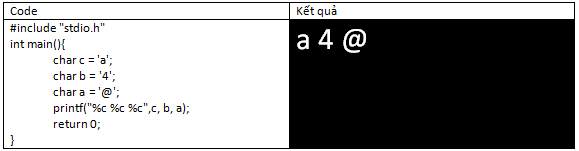 Code
Kết quả
#include "stdio.h"
int main(){
char c = 'a';
char b = '4';
char a = '@';
printf("%c %c %c",c, b, a);
return 0;
}
a 4 @